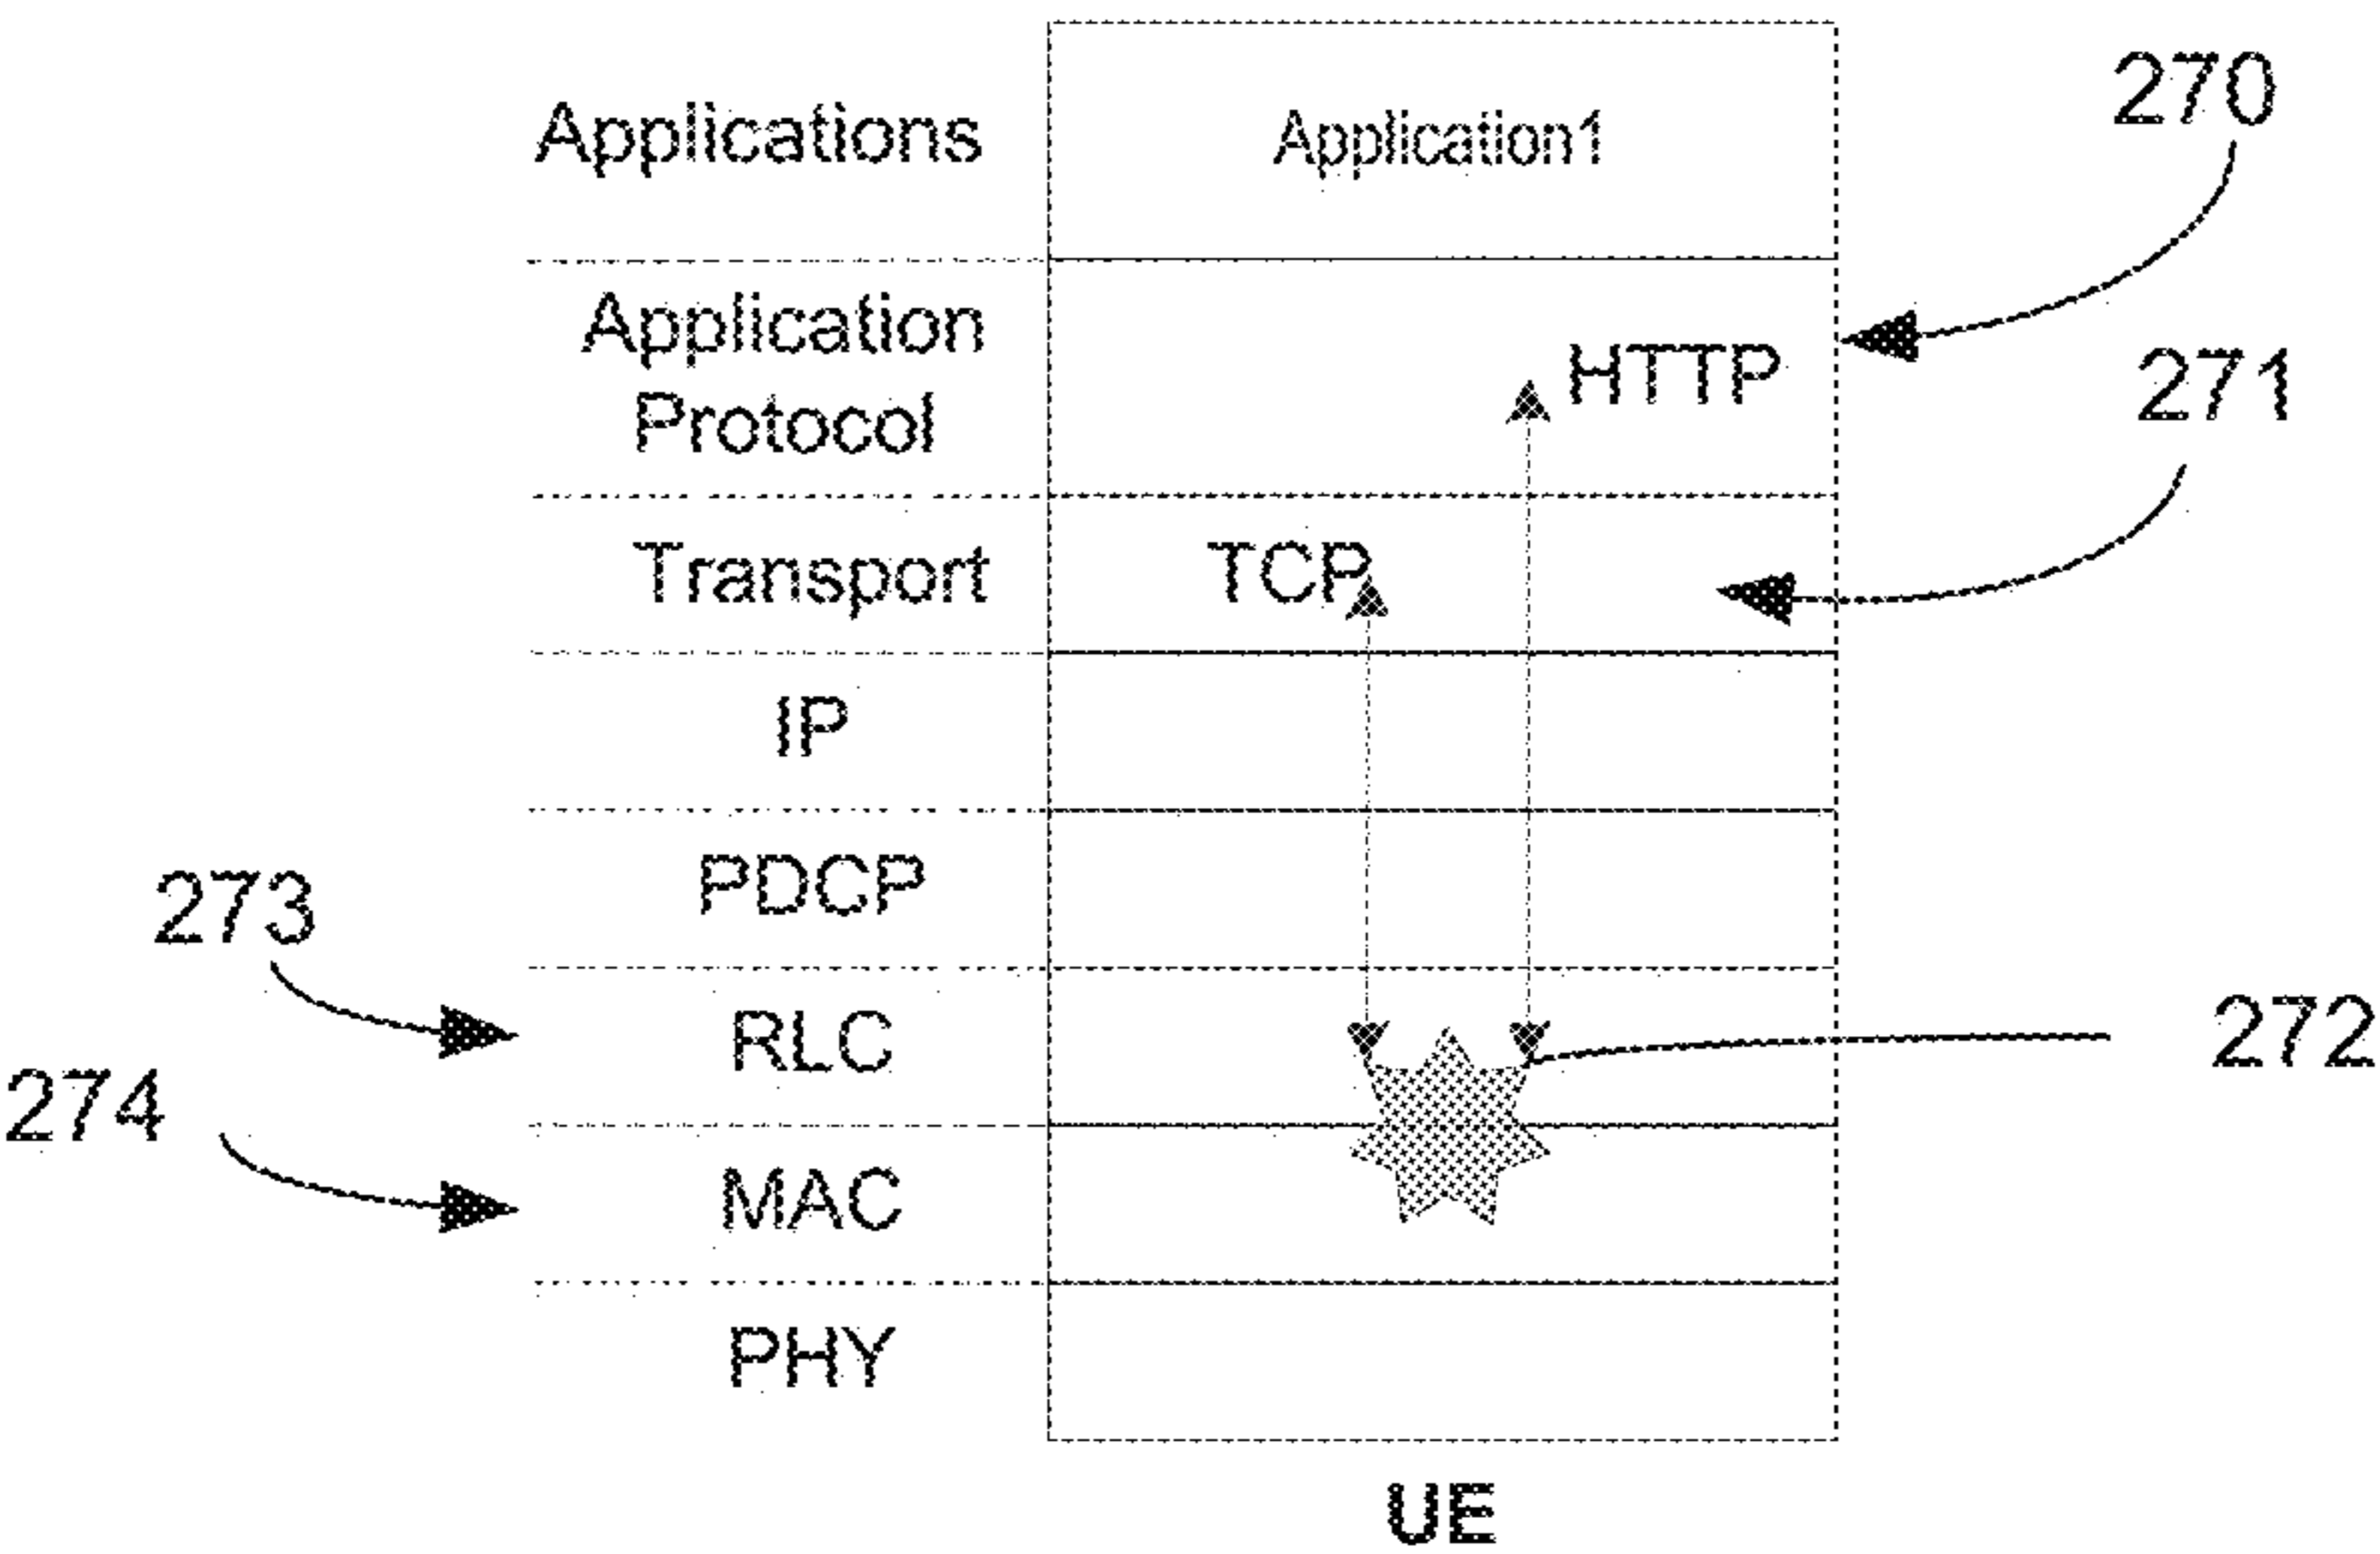 Applications Application1 270
Application
Protocol HTTP 271
Transport TCP
IP
PDCP
273
RLC 272
274
MAC
PHY
UE